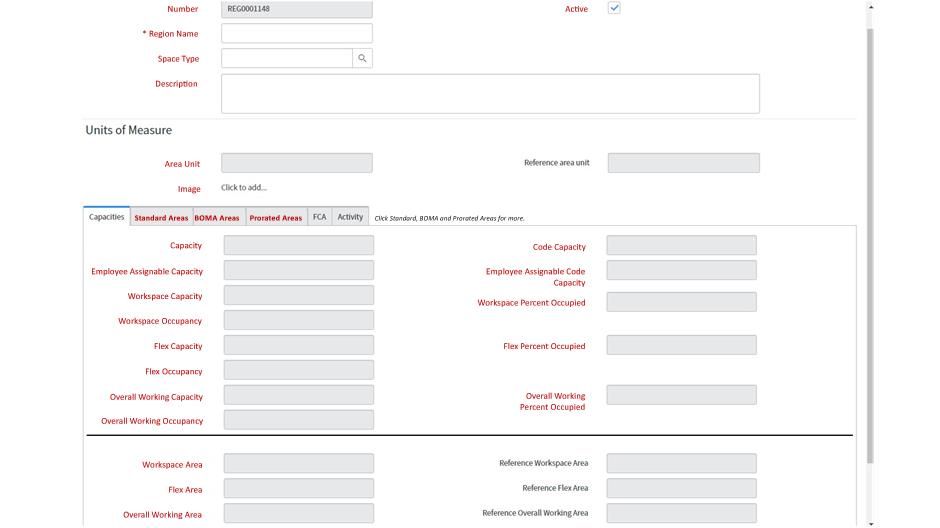 Number REG0001148 Active
* Region Name
Space Type
Description
Units of Measure
Area Unit Reference area unit
Image Click to add...
Capacities Standard Areas BOMA Areas Prorated Areas FCA Activity Click Standard, BOMA and Prorated Areas for more.
Capacity Code Capacity
Employee Assignable Capacity Employee Assignable Code
Capacity
Workspace Capacity Workspace Percent Occupied
Workspace Occupancy
Flex Capacity Flex Percent Occupied
Flex Occupancy
Overall Working Capacity Overall Working
Percent Occupied
Overall Working Occupancy
Workspace Area Reference Workspace Area
Flex Area Reference Flex Area
Overall Working Area Reference Overall Working Area